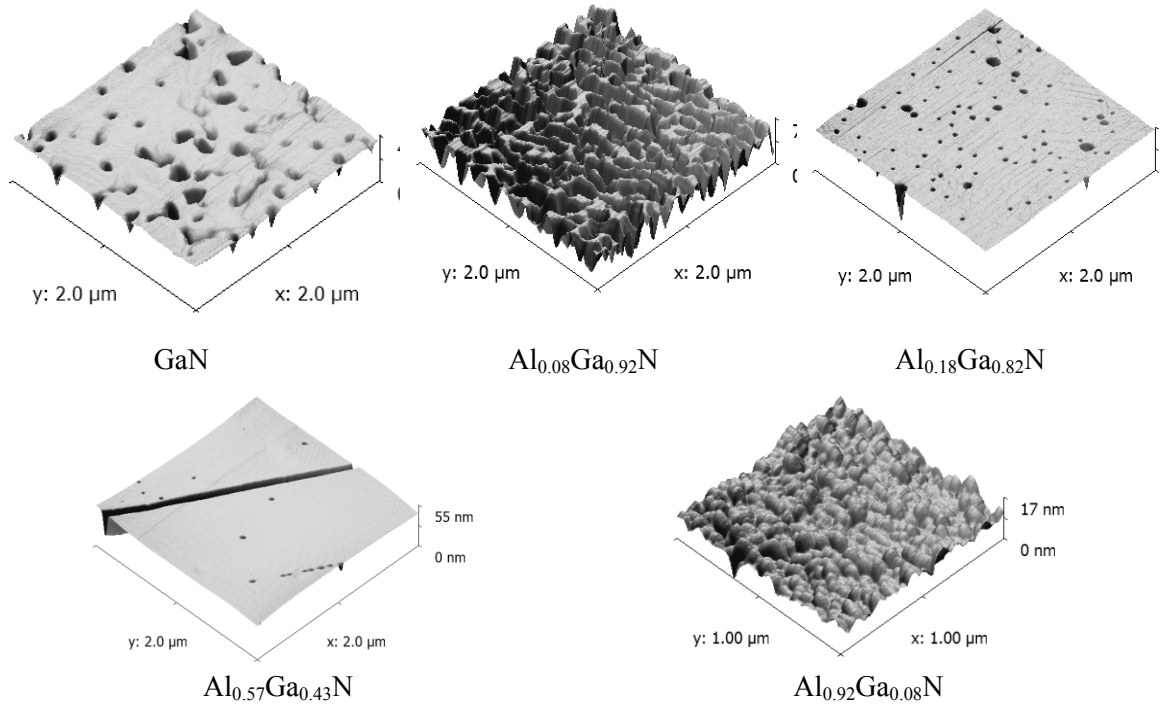 y: 2.0 µm
x: 2.0 µm
GaN
y: 2.0 µm
x: 2.0 µm
Al₀.₀₈Ga₀.₉₂N
y: 2.0 µm
x: 2.0 µm
Al₀.₁₈Ga₀.₈₂N
55 nm
0 nm
y: 2.0 µm
x: 2.0 µm
Al₀.₅₇Ga₀.₄₃N
17 nm
0 nm
y: 1.00 µm
x: 1.00 µm
Al₀.₉₂Ga₀.₀₈N